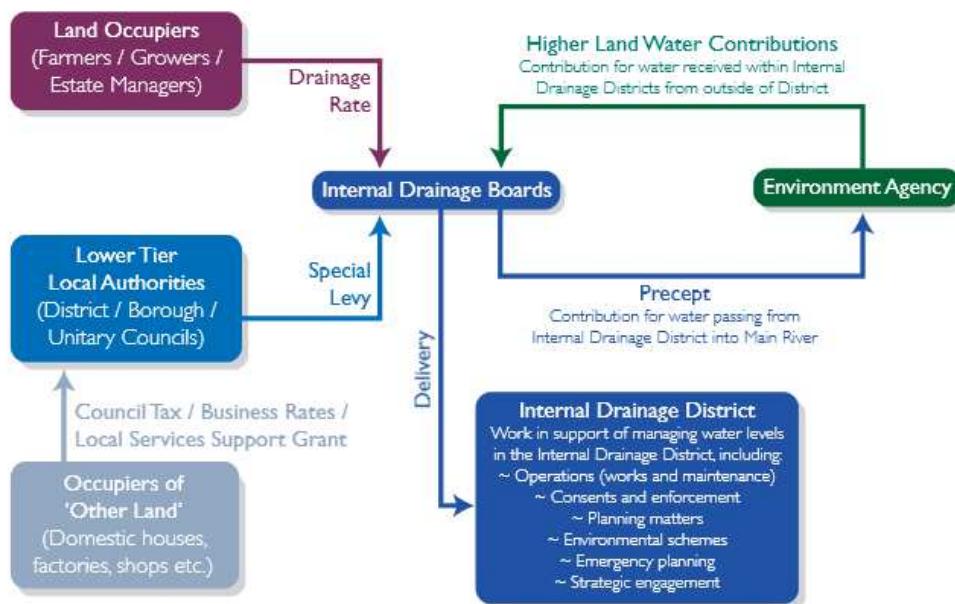 Land Occupiers
(Farmers / Growers /
Estate Managers)
Drainage
Rate
Higher Land Water Contributions
Contribution for water received within Internal
Drainage Districts from outside of District
Internal Drainage Boards
Environment Agency
Lower Tier
Local Authorities
(District / Borough /
Unitary Councils)
Special
Levy
Precept
Contribution for water passing from
Internal Drainage District into Main River
Delivery
Council Tax / Business Rates /
Local Services Support Grant
Occupiers of
'Other Land'
(Domestic houses,
factories, shops etc.)
Internal Drainage District
Work in support of managing water levels
in the Internal Drainage District, including:
~ Operations (works and maintenance)
~ Consents and enforcement
~ Planning matters
~ Environmental schemes
~ Emergency planning
~ Strategic engagement